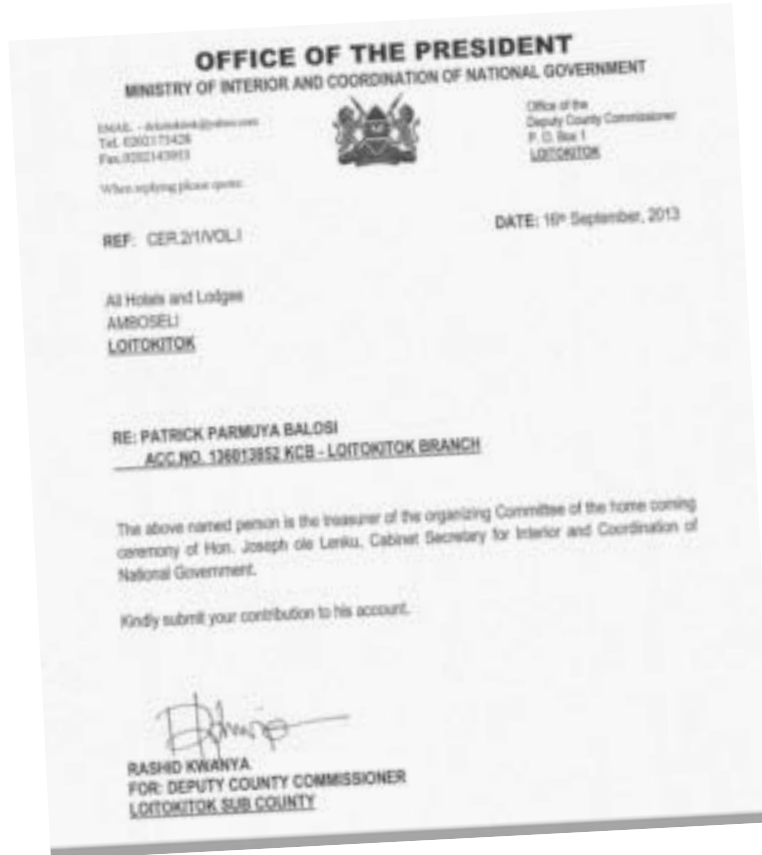 OFFICE OF THE PRESIDENT
MINISTRY OF INTERIOR AND COORDINATION OF NATIONAL GOVERNMENT
EMAIL -
Tel. 0202173428
Fax.
When replying please quote:
Office of the
Deputy County Commissioner
P. O. Box 1
LOITOKITOK
REF: CER.2/1/VOL.I
DATE: 16th September, 2013
All Hotels and Lodges
AMBOSELI
LOITOKITOK
RE: PATRICK PARMUYA BALOSI
ACC.NO. 136013852 KCB - LOITOKITOK BRANCH
The above named person is the treasurer of the organizing Committee of the home coming
ceremony of Hon. Joseph ole Lenku, Cabinet Secretary for Interior and Coordination of
National Government.
Kindly submit your contribution to his account.
RASHID KWANYA
FOR: DEPUTY COUNTY COMMISSIONER
LOITOKITOK SUB COUNTY